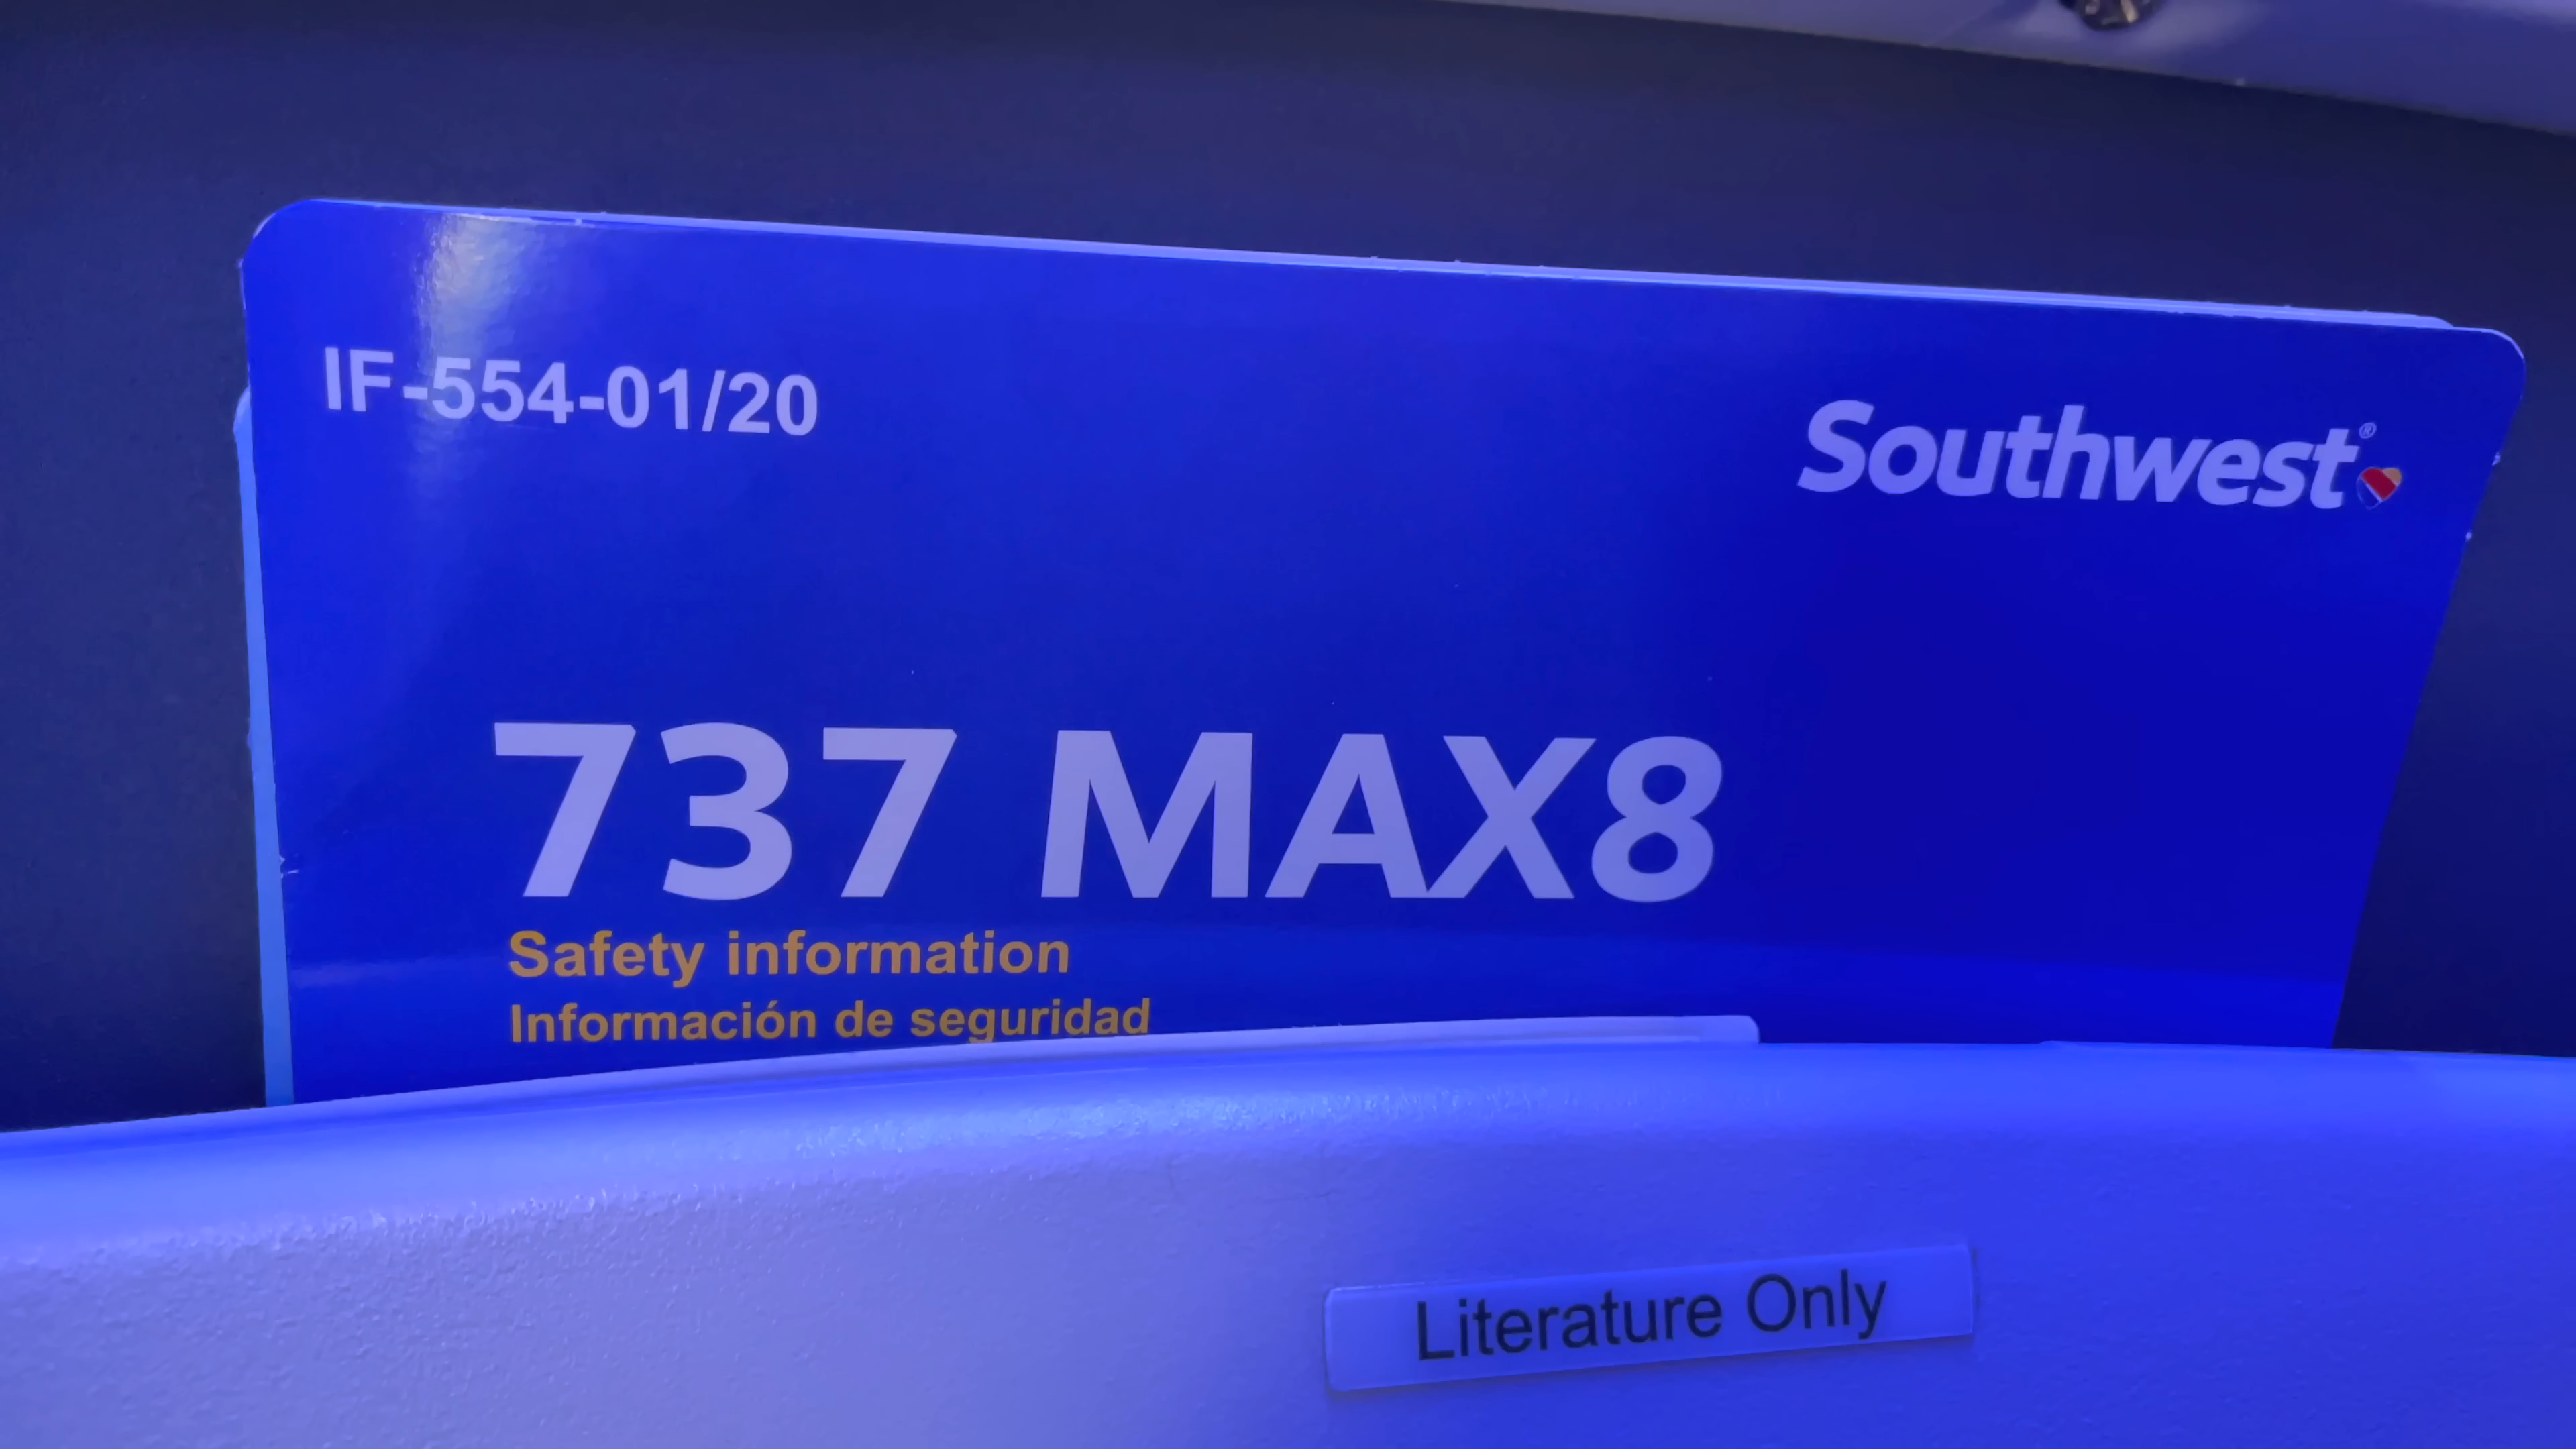 IF-554-01/20
Southwest®
737 MAX8
Safety information
Información de seguridad
Literature Only